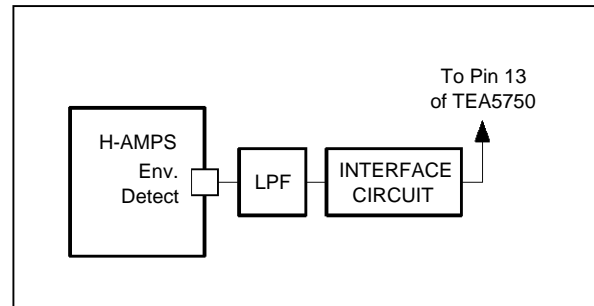 To Pin 13
of TEA5750
H-AMPS
Env.
Detect
LPF
INTERFACE
CIRCUIT